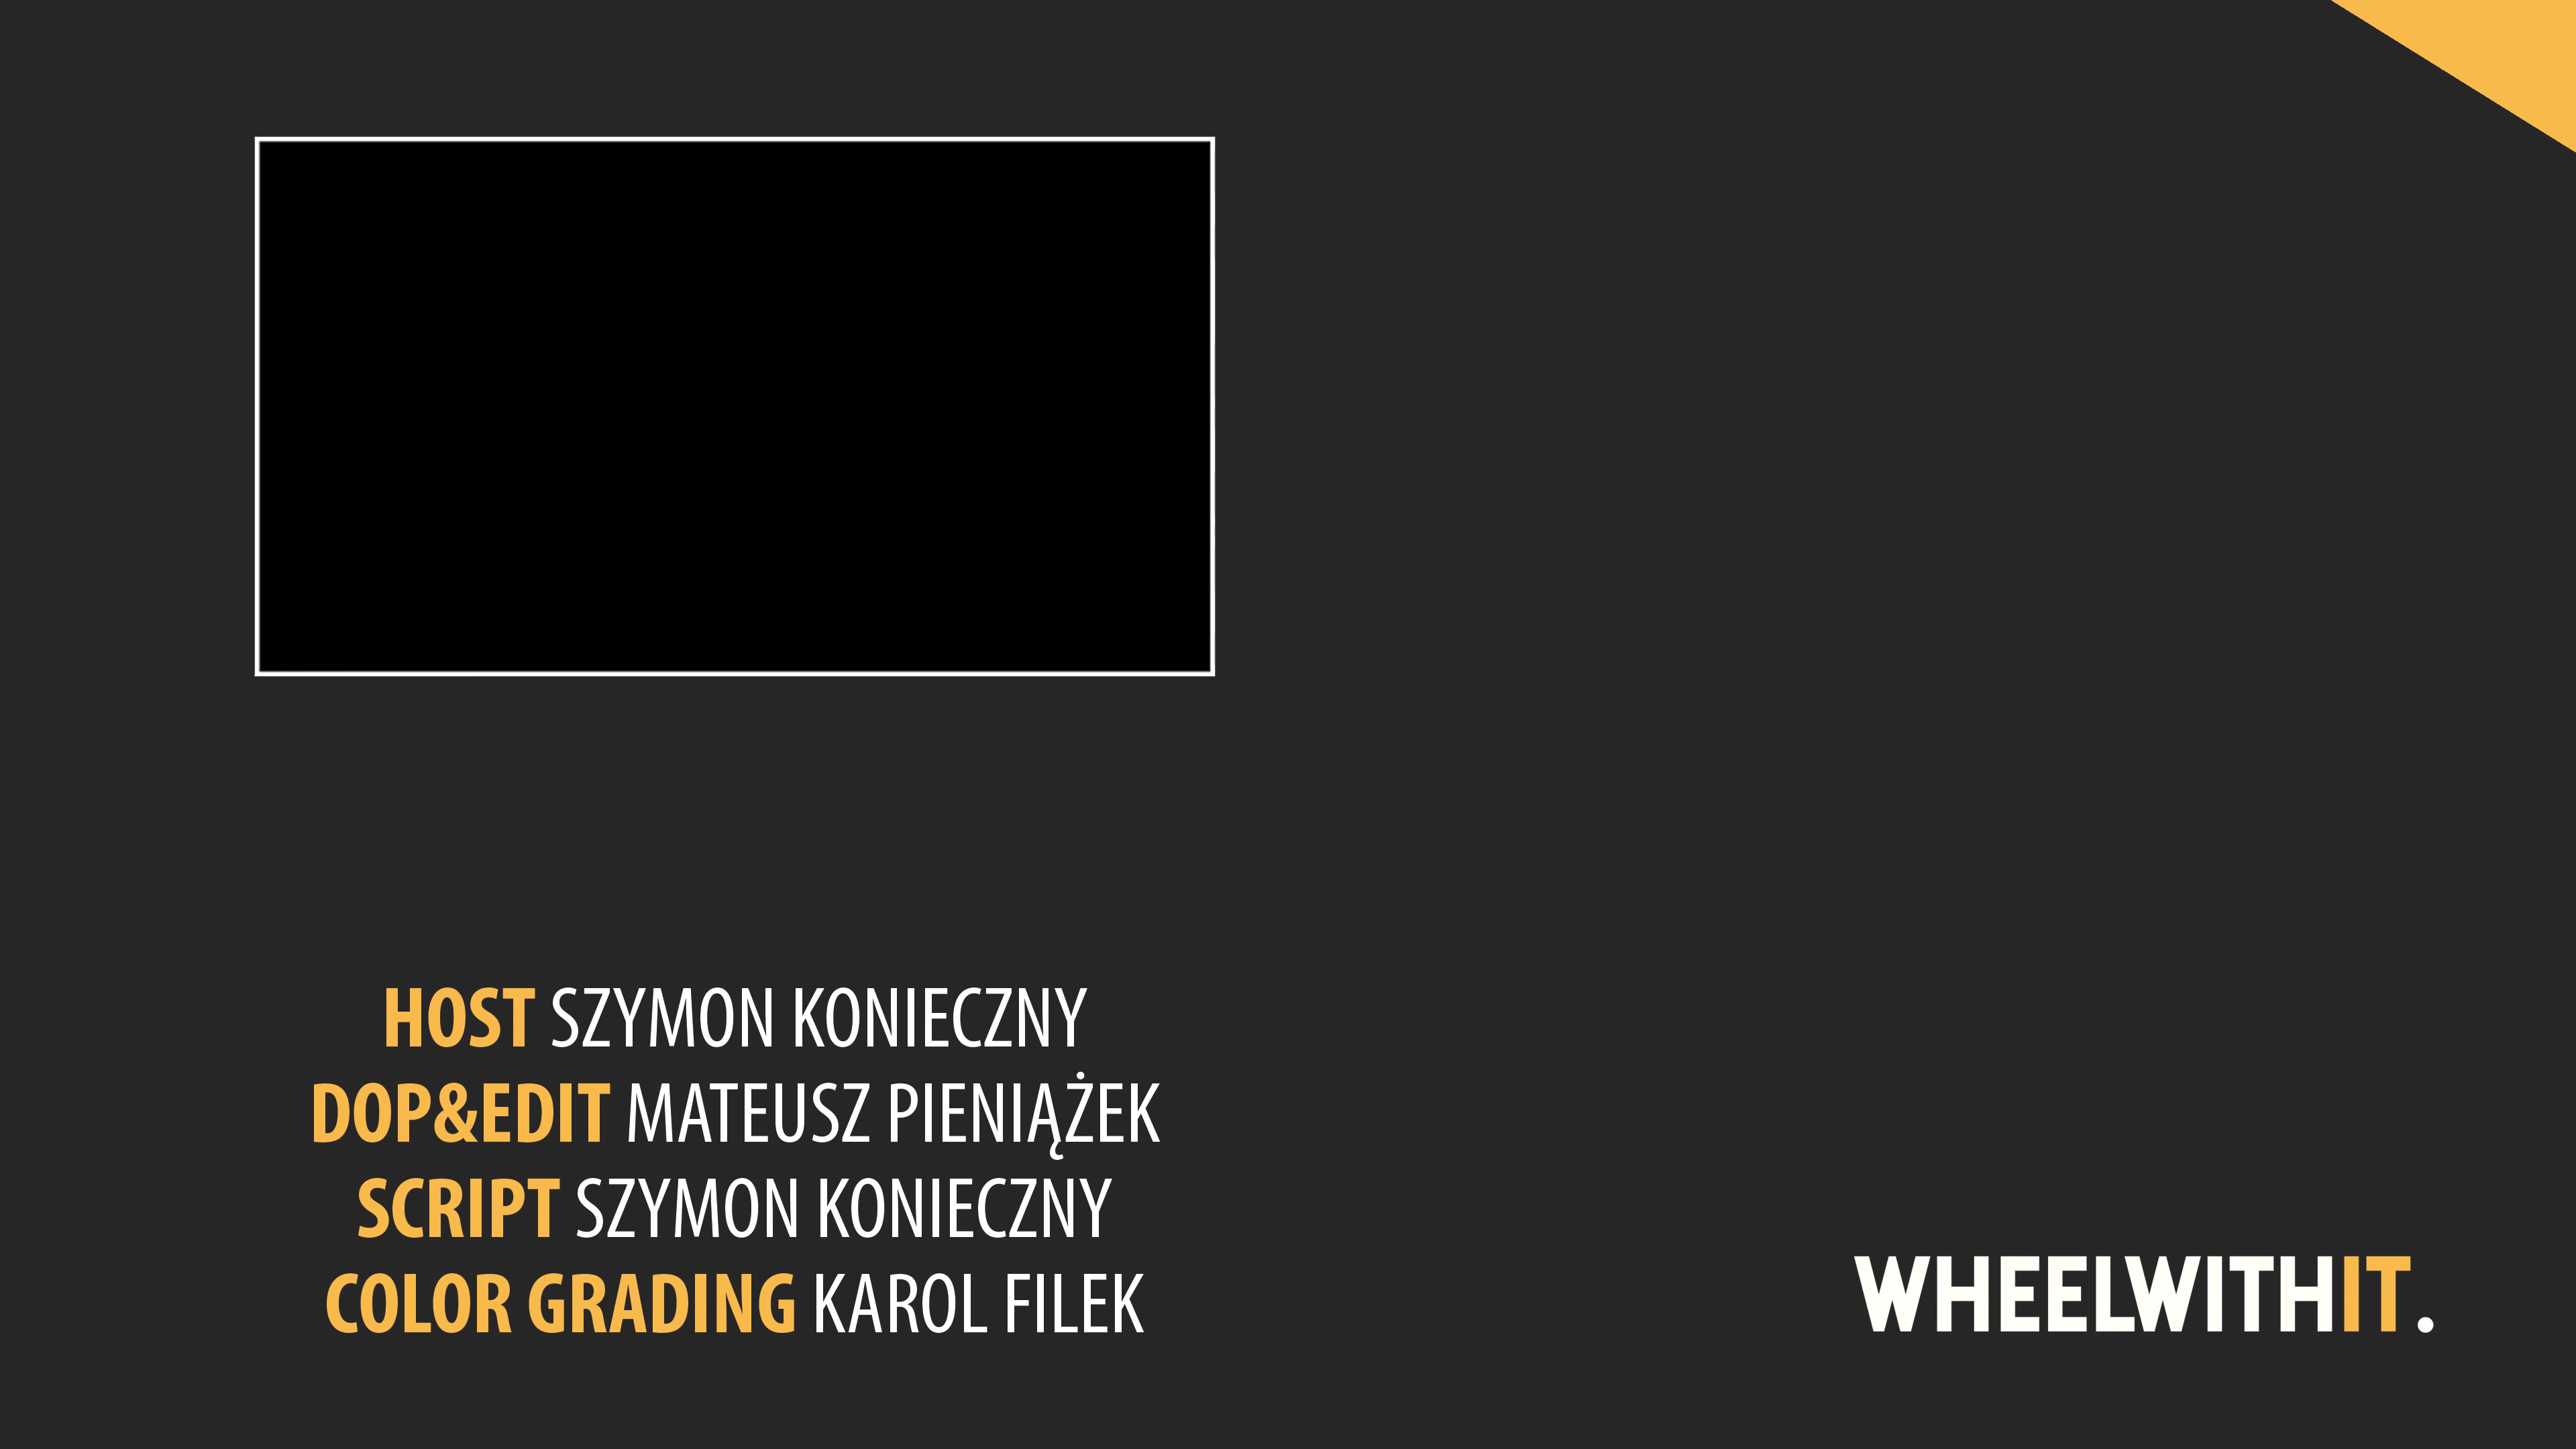 HOST SZYMON KONIECZNY
DOP&EDIT MATEUSZ PIENIĄŻEK
SCRIPT SZYMON KONIECZNY
COLOR GRADING KAROL FILEK
WHEELWITHIT.